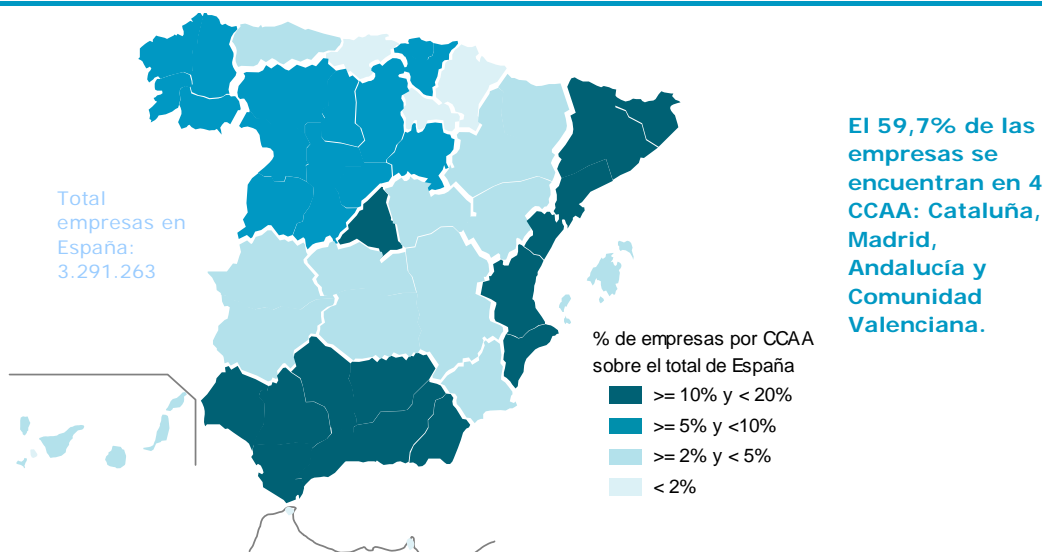 El 59,7% de las
empresas se
encuentran en 4
CCAA: Cataluña,
Madrid,
Andalucía y
Comunidad
Valenciana.
Total
empresas en
España:
3.291.263
% de empresas por CCAA
sobre el total de España
>= 10% y < 20%
>= 5% y <10%
>= 2% y < 5%
< 2%